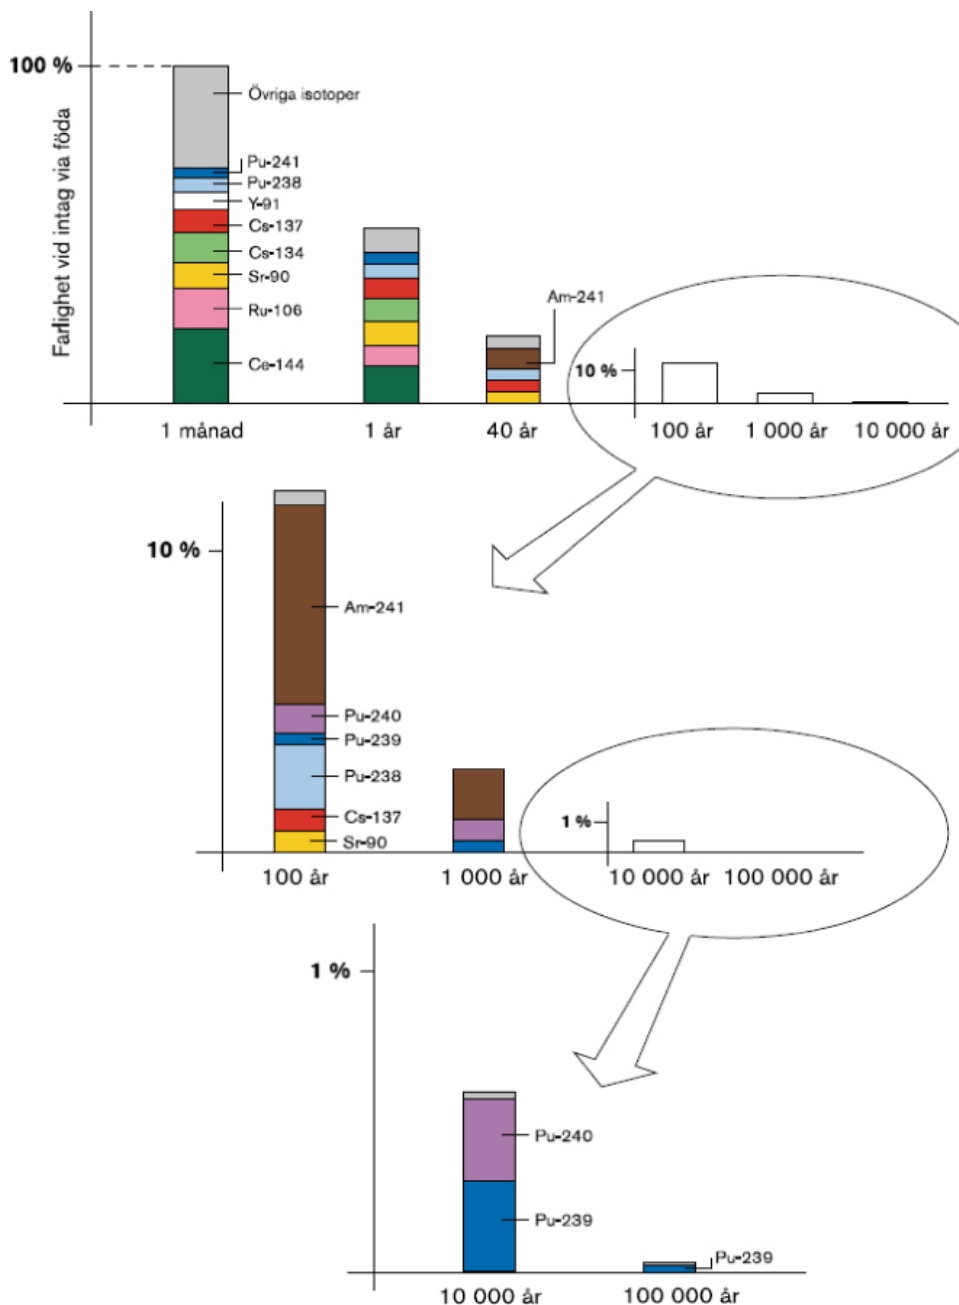 100 %
Farlighet vid intag via föda
Övriga isotoper
Pu-241
Pu-238
Y-91
Cs-137
Cs-134
Sr-90
Ru-106
Ce-144
Am-241
10 %
1 månad
1 år
40 år
100 år
1 000 år
10 000 år
10 %
Am-241
Pu-240
Pu-239
Pu-238
Cs-137
Sr-90
1 %
100 år
1 000 år
10 000 år
100 000 år
1 %
Pu-240
Pu-239
Pu-239
10 000 år
100 000 år